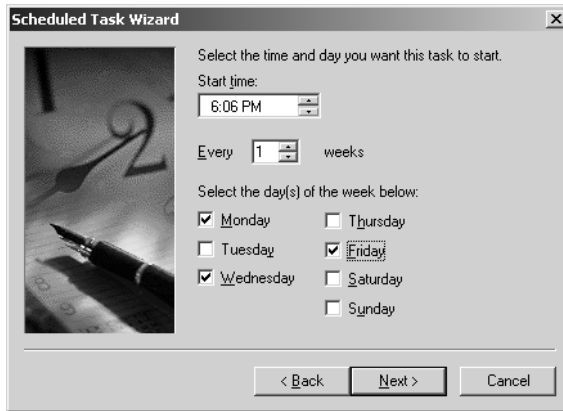 Scheduled Task Wizard
Select the time and day you want this task to start.
Start time:
6:06 PM
Every 1 weeks
Select the day(s) of the week below:
Monday
Thursday
Tuesday
Friday
Wednesday
Saturday
Sunday
< Back
Next >
Cancel
2